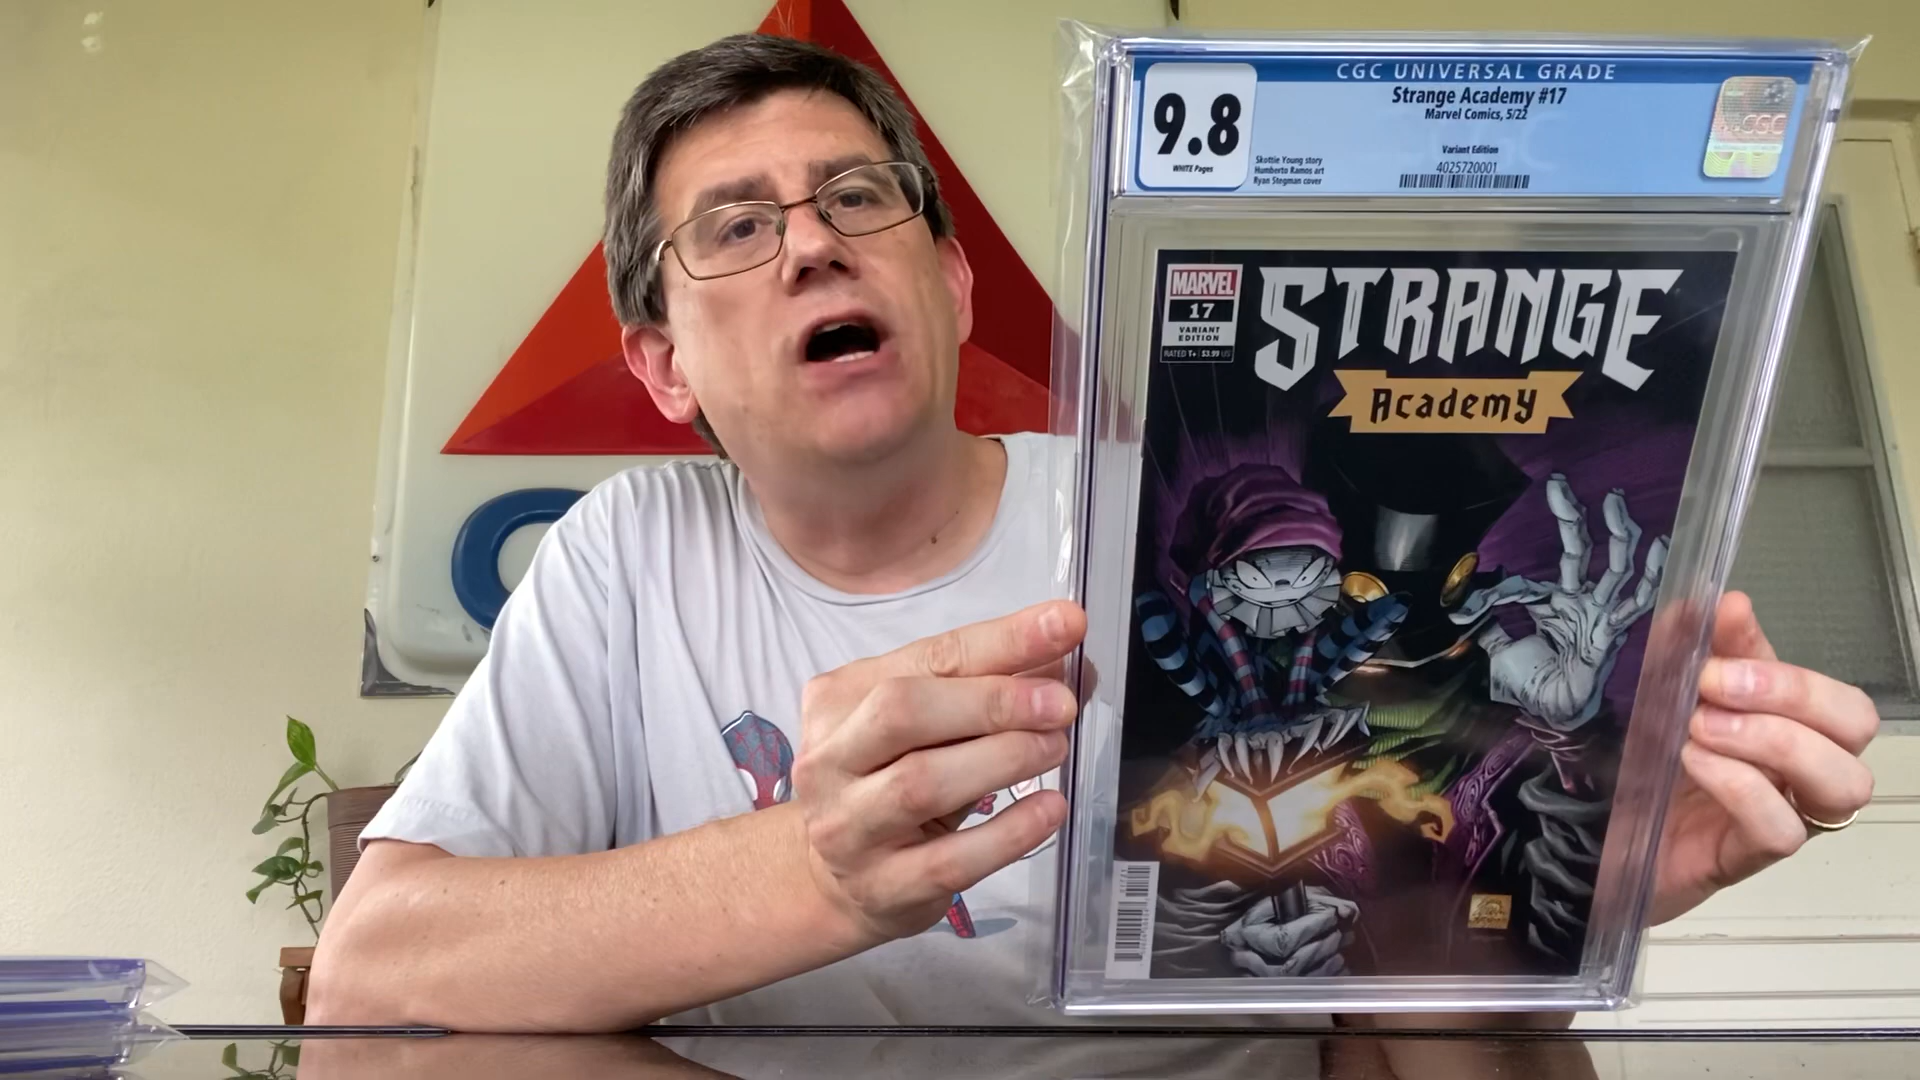 CGC UNIVERSAL GRADE
Strange Academy #17
Marvel Comics, 5/22
9.8
WHITE Pages
Variant Edition
Skottie Young story
Humberto Ramos art
Ryan Stegman cover
4025720001
CGC
MARVEL
17
VARIANT
EDITION
RATED T+ $3.99 US
STRANGE
Academy